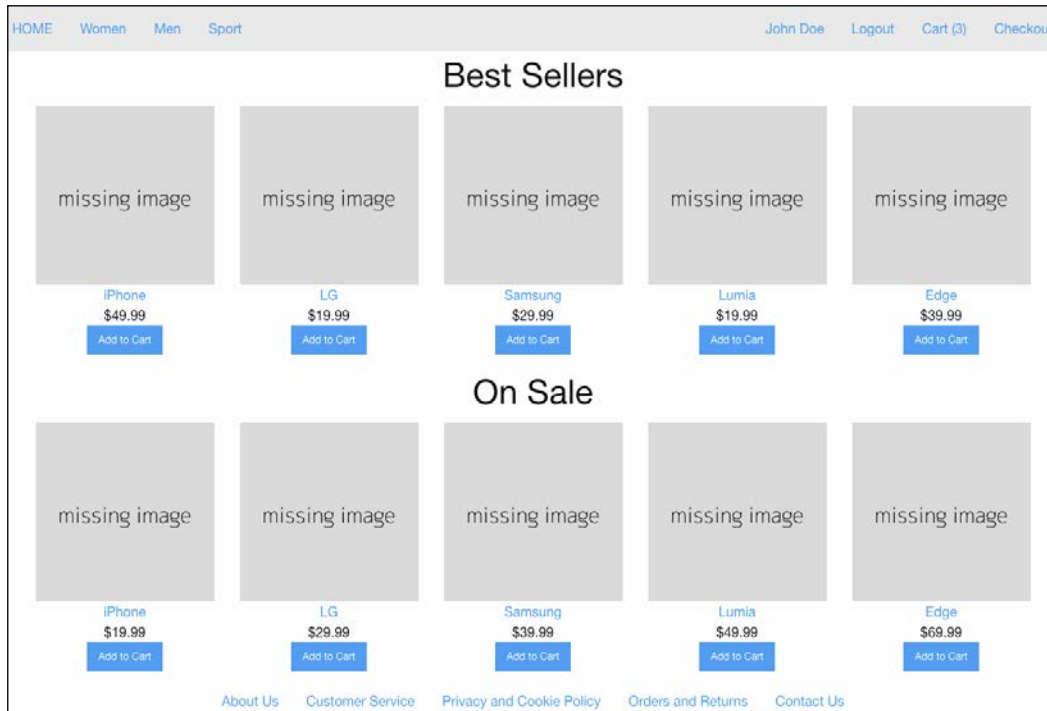 HOME Women Men Sport John Doe Logout Cart (3) Checkou
Best Sellers
missing image missing image missing image missing image missing image
iPhone LG Samsung Lumia Edge
$49.99 $19.99 $29.99 $19.99 $39.99
Add to Cart Add to Cart Add to Cart Add to Cart Add to Cart
On Sale
missing image missing image missing image missing image missing image
iPhone LG Samsung Lumia Edge
$19.99 $29.99 $39.99 $49.99 $69.99
Add to Cart Add to Cart Add to Cart Add to Cart Add to Cart
About Us Customer Service Privacy and Cookie Policy Orders and Returns Contact Us